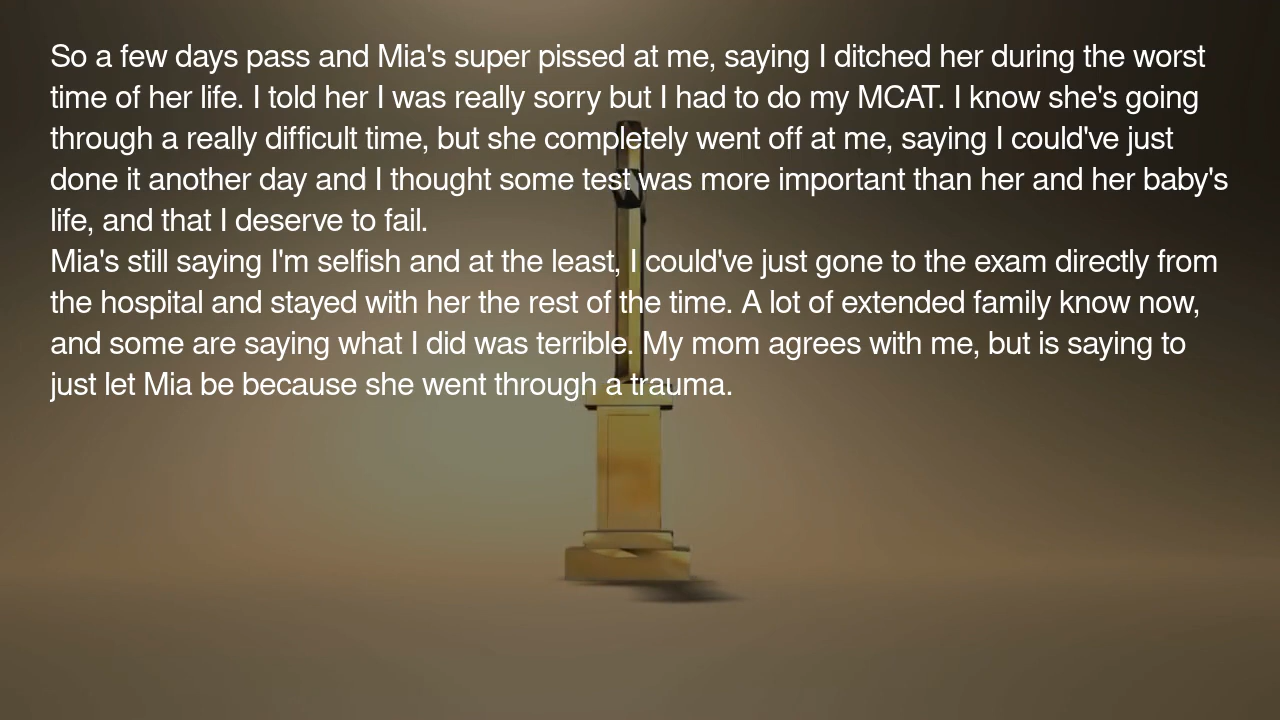 So a few days pass and Mia's super pissed at me, saying I ditched her during the worst
time of her life. I told her I was really sorry but I had to do my MCAT. I know she's going
through a really difficult time, but she completely went off at me, saying I could've just
done it another day and I thought some test was more important than her and her baby's
life, and that I deserve to fail.
Mia's still saying I'm selfish and at the least, I could've just gone to the exam directly from
the hospital and stayed with her the rest of the time. A lot of extended family know now,
and some are saying what I did was terrible. My mom agrees with me, but is saying to
just let Mia be because she went through a trauma.